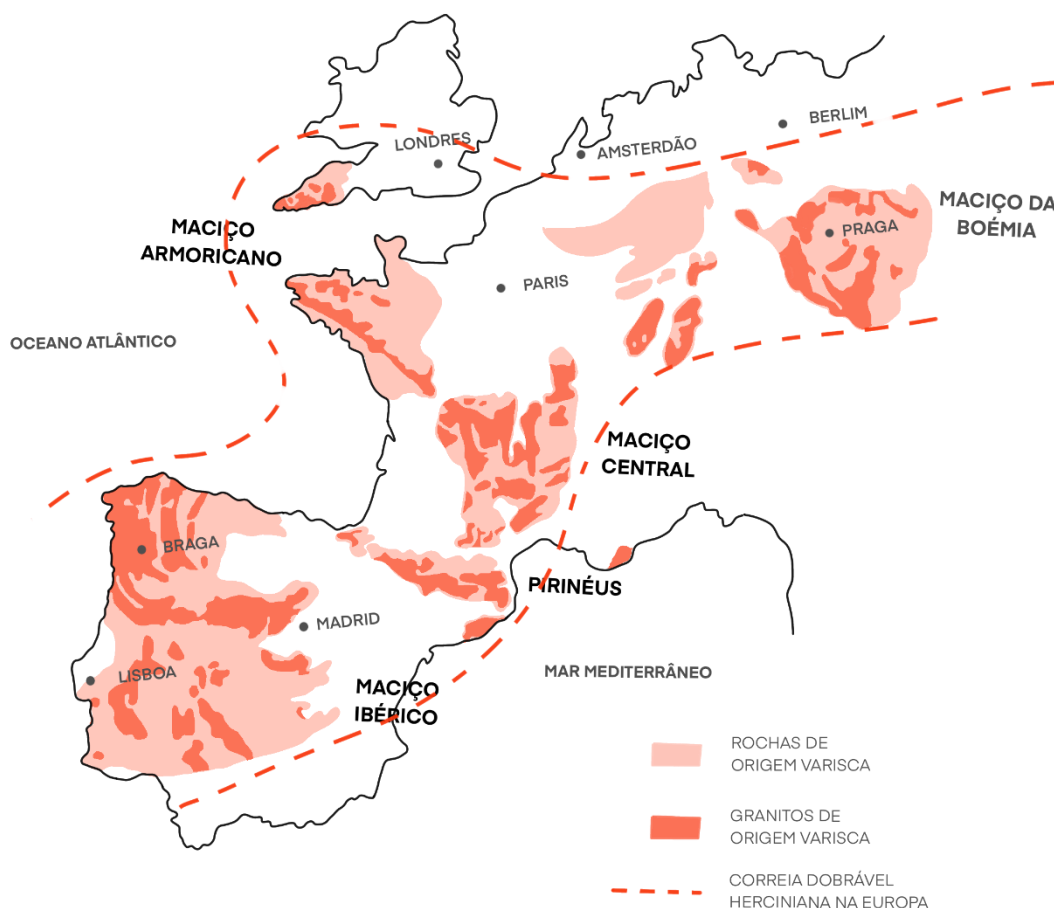 BERLIM
LONDRES
AMSTERDÃO
MACIÇO DA
BOÉMIA
PRAGA
MACIÇO
ARMORICANO
PARIS
OCEANO ATLÂNTICO
MACIÇO
CENTRAL
BRAGA
PIRINÉUS
MADRID
LISBOA
MAR MEDITERRÂNEO
MACIÇO
IBÉRICO
ROCHAS DE
ORIGEM VARISCA
GRANITOS DE
ORIGEM VARISCA
CORREIA DOBRÁVEL
HERCINIANA NA EUROPA